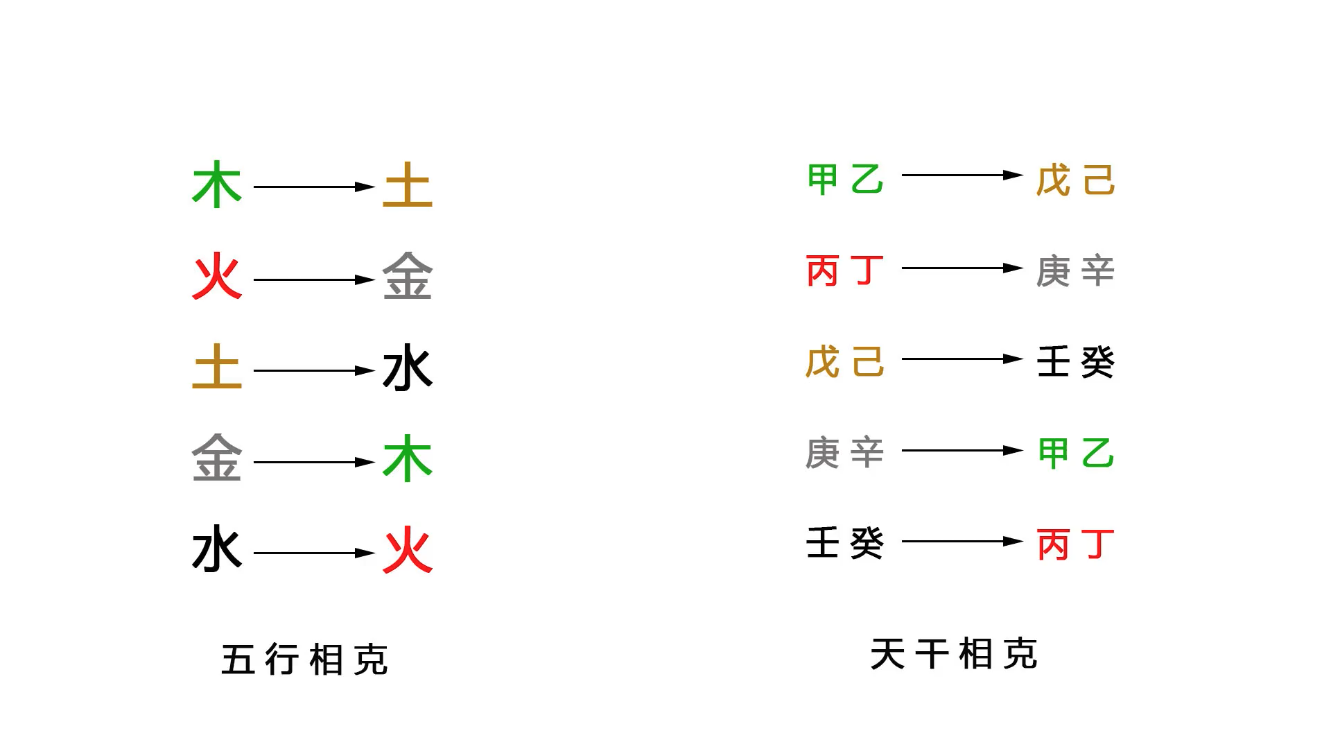 木 土
火 金
土 水
金 木
水 火
五行相克
甲乙 戊己
丙丁 庚辛
戊己 壬癸
庚辛 甲乙
壬癸 丙丁
天干相克